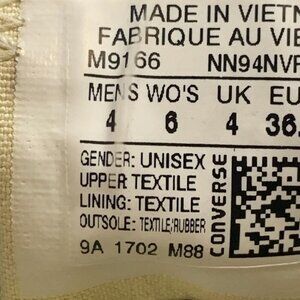 MADE IN VIETN
FABRIQUE AU VIE
M9166 NN94NVF
MEN'S WO'S UK EU
4 6 4 36.
GENDER: UNISEX
UPPER: TEXTILE
LINING: TEXTILE
OUTSOLE: TEXTILE/RUBBER
9A 1702 M88
CONVERSE